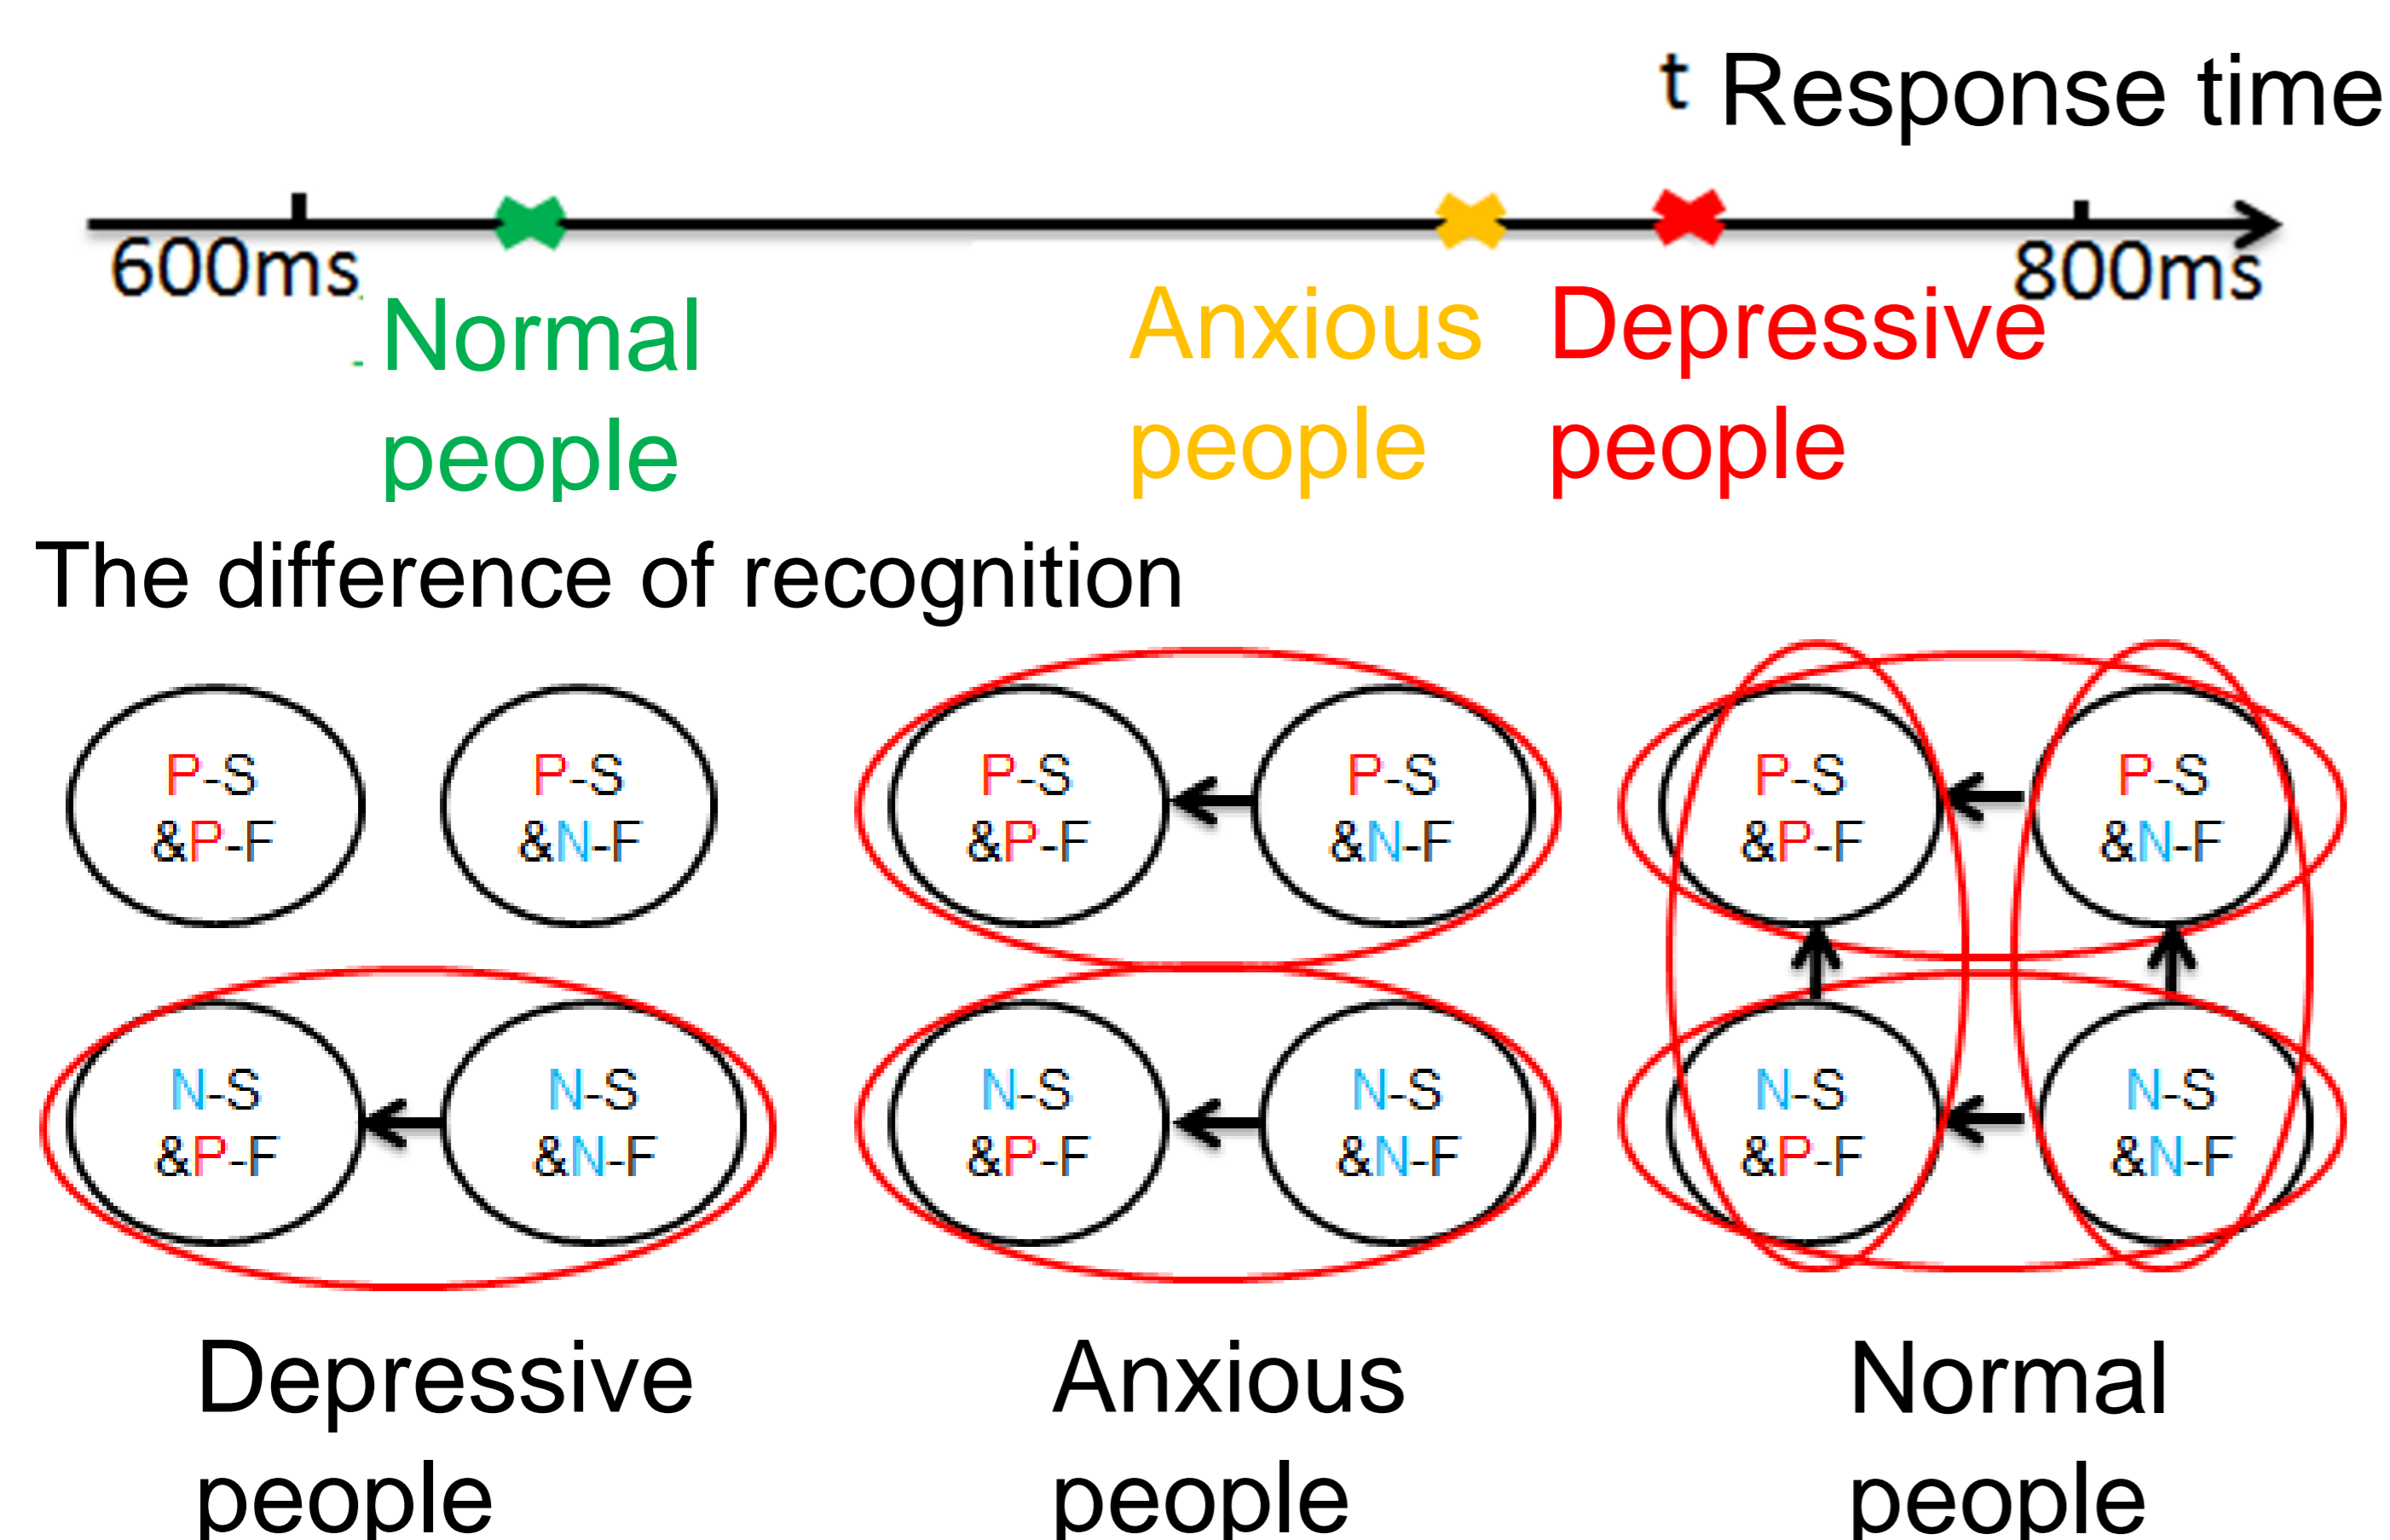 t Response time
600ms
800ms
Normal
people
Anxious
people
Depressive
people
The difference of recognition
P-S
&P-F
P-S
&N-F
N-S
&P-F
N-S
&N-F
Depressive
people
P-S
&P-F
P-S
&N-F
N-S
&P-F
N-S
&N-F
Anxious
people
P-S
&P-F
P-S
&N-F
N-S
&P-F
N-S
&N-F
Normal
people